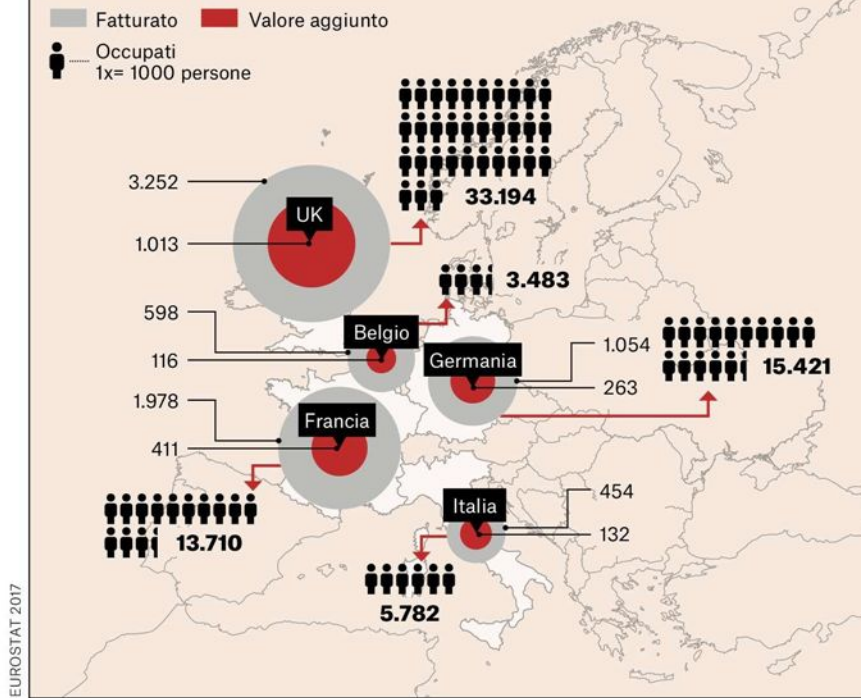 Fatturato
Valore aggiunto
Occupati
1x= 1000 persone
3.252
UK
33.194
1.013
3.483
598
Belgio
1.054
15.421
116
Germania
263
1.978
Francia
411
454
Italia
132
13.710
5.782
EUROSTAT 2017